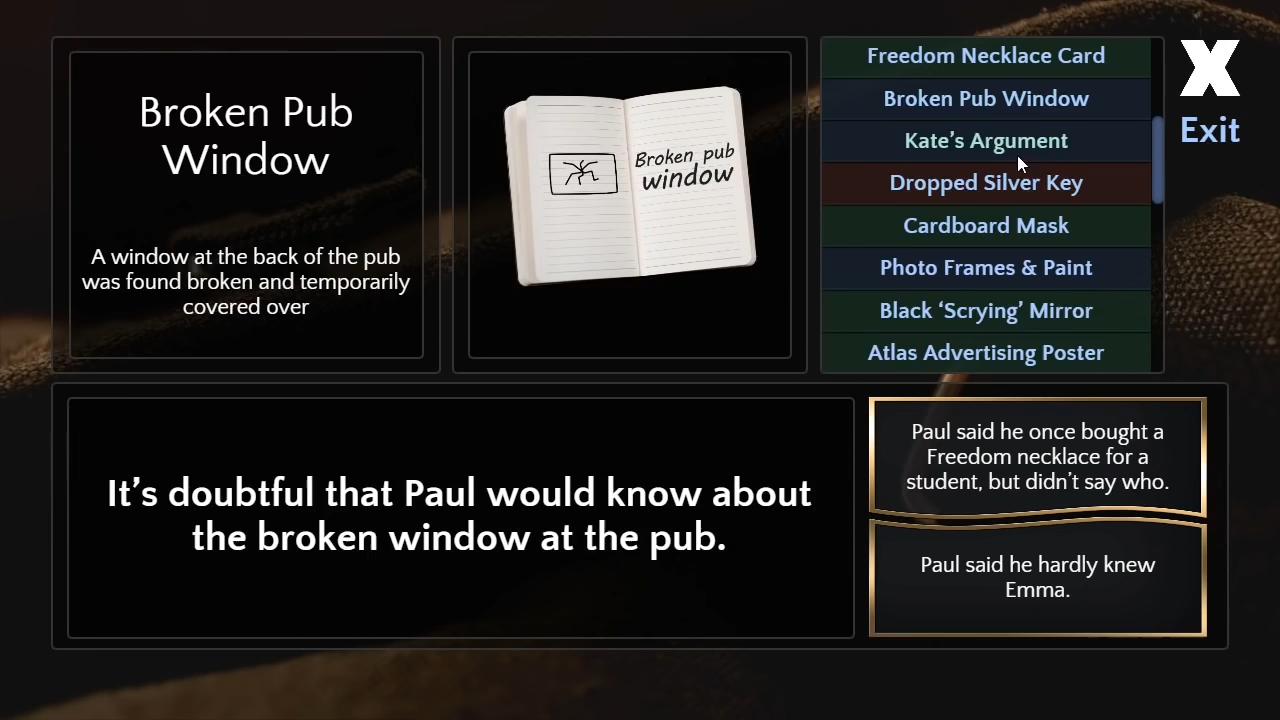 Broken Pub
Window
A window at the back of the pub
was found broken and temporarily
covered over
Broken pub
window
Freedom Necklace Card
Broken Pub Window
Kate’s Argument
Dropped Silver Key
Cardboard Mask
Photo Frames & Paint
Black ‘Scrying’ Mirror
Atlas Advertising Poster
X
Exit
It’s doubtful that Paul would know about
the broken window at the pub.
Paul said he once bought a
Freedom necklace for a
student, but didn’t say who.
Paul said he hardly knew
Emma.